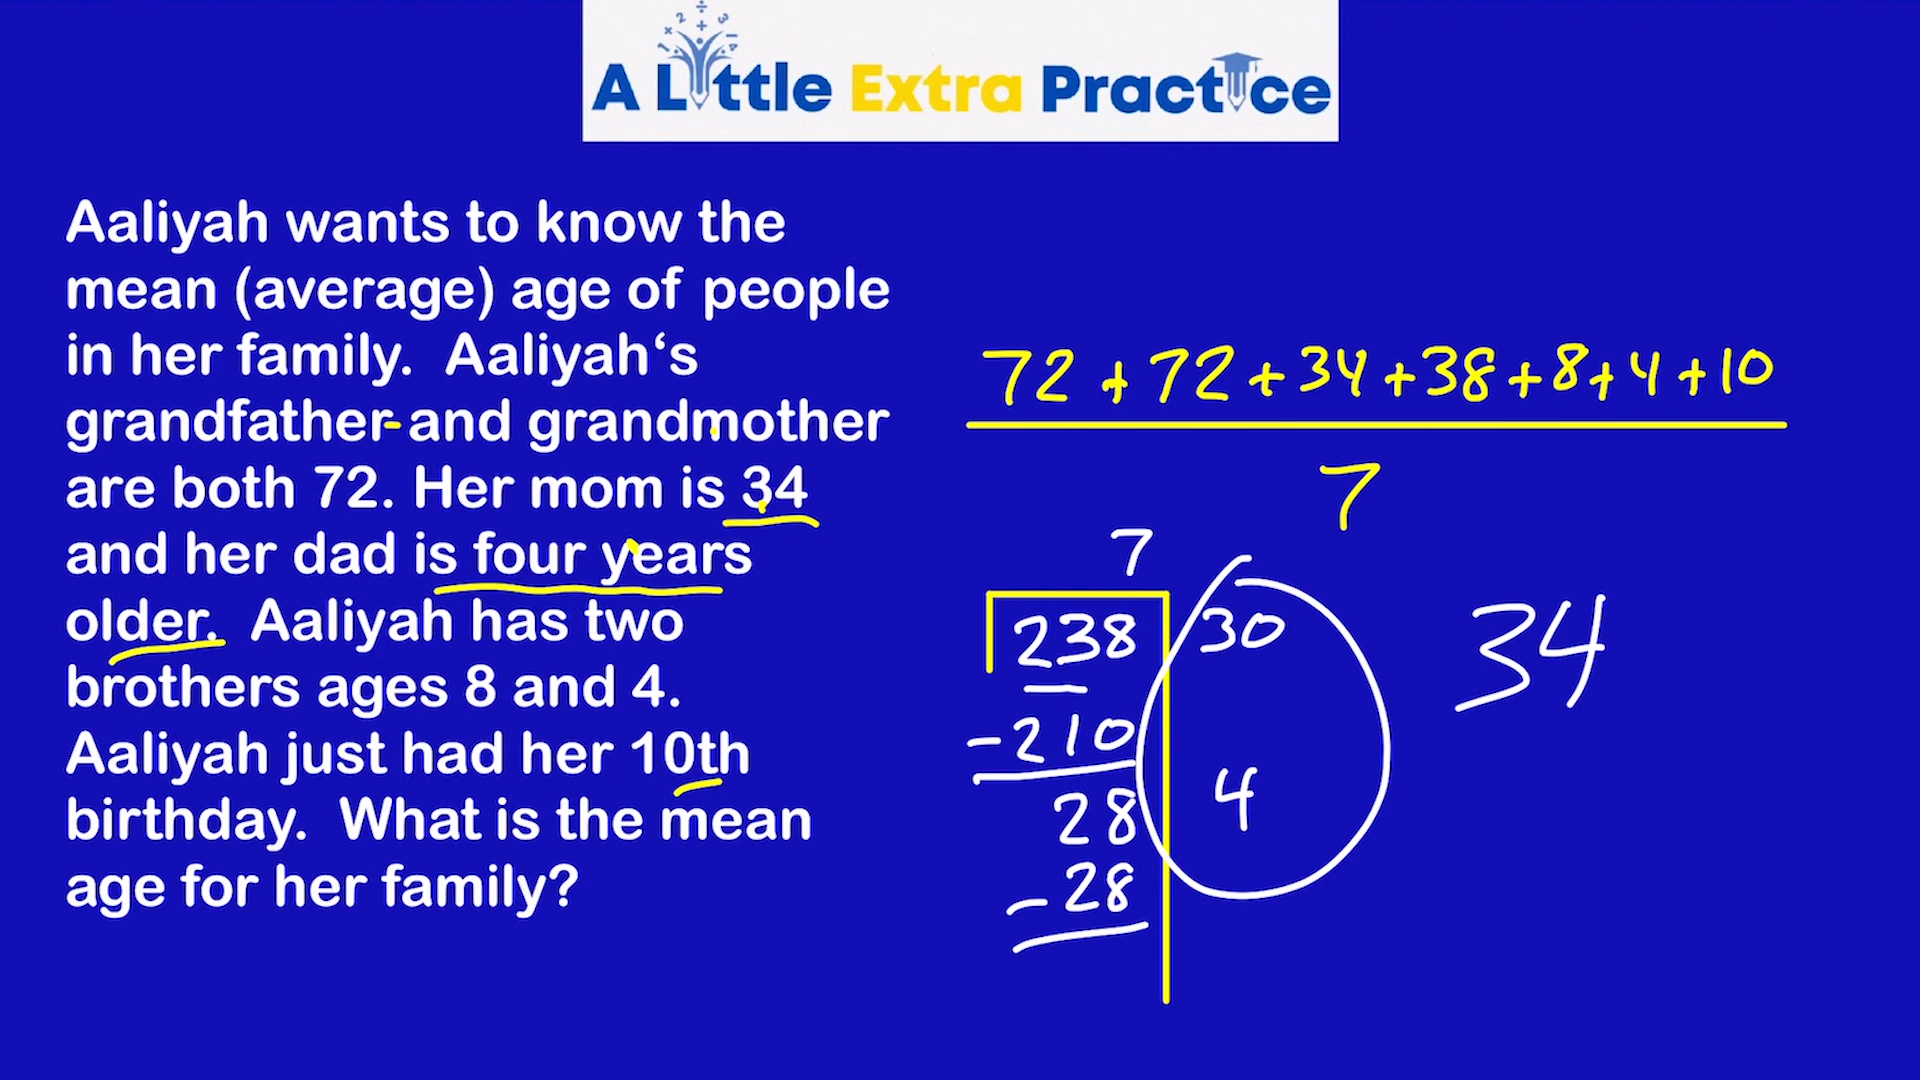 A Little Extra Practice
Aaliyah wants to know the
mean (average) age of people
in her family. Aaliyah‘s
grandfather and grandmother
are both 72. Her mom is 34
and her dad is four years
older. Aaliyah has two
brothers ages 8 and 4.
Aaliyah just had her 10th
birthday. What is the mean
age for her family?
72 + 72 + 34 + 38 + 8 + 4 + 10
7
7
238 30
-210
28 4
-28
34